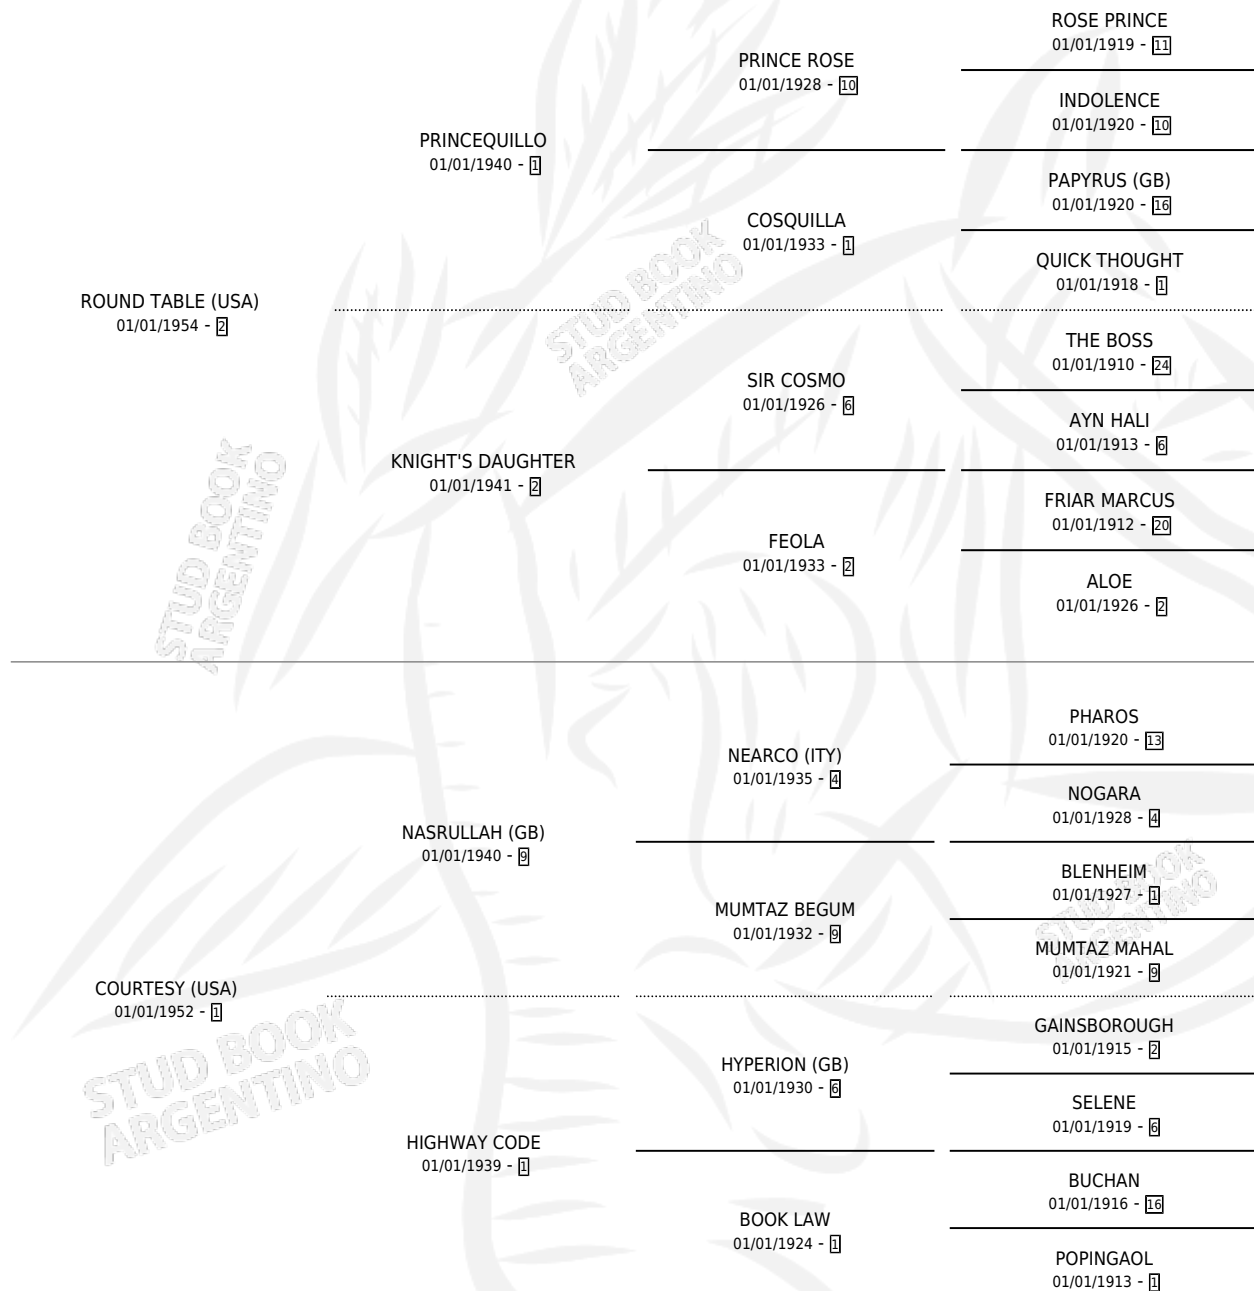 ROSE PRINCE
01/01/1919 - 11
PRINCE ROSE
01/01/1928 - 10
INDOLENCE
01/01/1920 - 10
PRINCEQUILLO
01/01/1940 - 1
PAPYRUS (GB)
01/01/1920 - 16
COSQUILLA
01/01/1933 - 1
QUICK THOUGHT
01/01/1918 - 1
ROUND TABLE (USA)
01/01/1954 - 2
STUD BOOK
ARGENTINO
THE BOSS
01/01/1910 - 24
SIR COSMO
01/01/1926 - 6
AYN HALI
01/01/1913 - 6
KNIGHT'S DAUGHTER
01/01/1941 - 2
FRIAR MARCUS
01/01/1912 - 20
FEOLA
01/01/1933 - 2
ALOE
01/01/1926 - 2
STUD BOOK
ARGENTINO
PHAROS
01/01/1920 - 13
NEARCO (ITY)
01/01/1935 - 4
NOGARA
01/01/1928 - 4
NASRULLAH (GB)
01/01/1940 - 9
BLENHEIM
01/01/1927 - 1
MUMTAZ BEGUM
01/01/1932 - 9
MUMTAZ MAHAL
01/01/1921 - 9
STUD BOOK
ARGENTINO
COURTESY (USA)
01/01/1952 - 1
GAINSBOROUGH
01/01/1915 - 2
HYPERION (GB)
01/01/1930 - 6
SELENE
01/01/1919 - 6
STUD BOOK
ARGENTINO
HIGHWAY CODE
01/01/1939 - 1
BUCHAN
01/01/1916 - 16
BOOK LAW
01/01/1924 - 1
POPINGAOL
01/01/1913 - 1